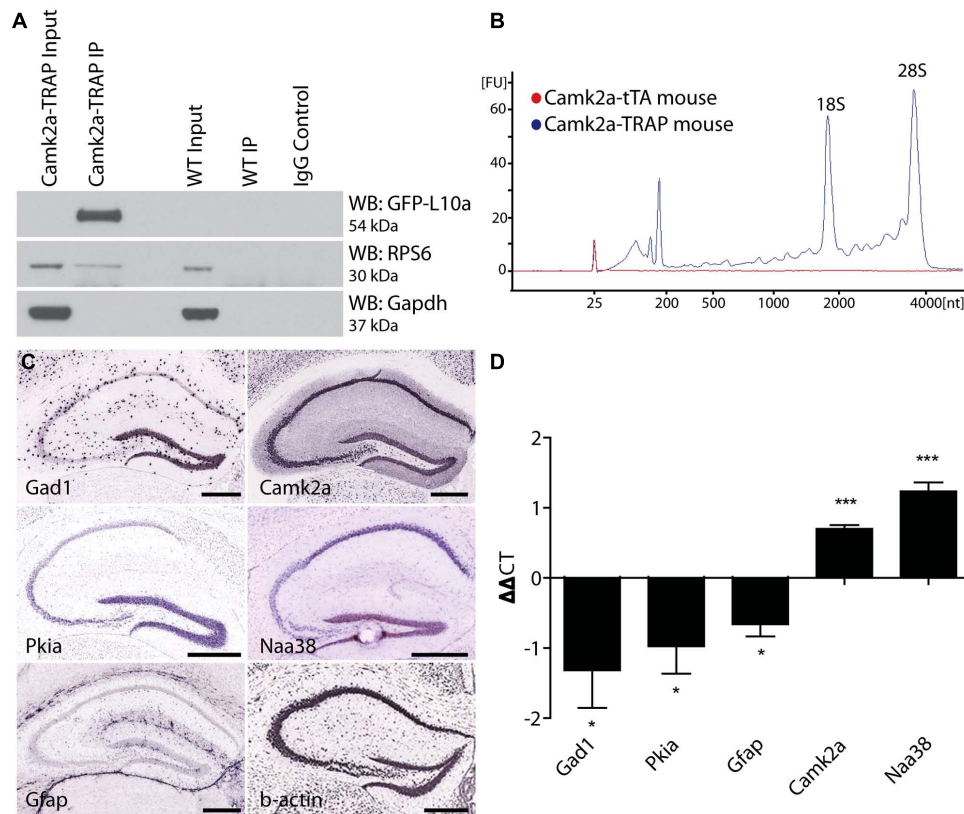 A
Camk2a-TRAP Input
Camk2a-TRAP IP
WT Input
WT IP
IgG Control
WB: GFP-L10a
54 kDa
WB: RPS6
30 kDa
WB: Gapdh
37 kDa
B
[FU]
60
40
20
0
Camk2a-tTA mouse
Camk2a-TRAP mouse
18S
28S
25
200
500
1000
2000
4000[nt]
C
Gad1
Camk2a
Pkia
Naa38
Gfap
b-actin
D
ΔΔCT
2
1
0
-1
-2
*
*
*
***
***
Gad1
Pkia
Gfap
Camk2a
Naa38